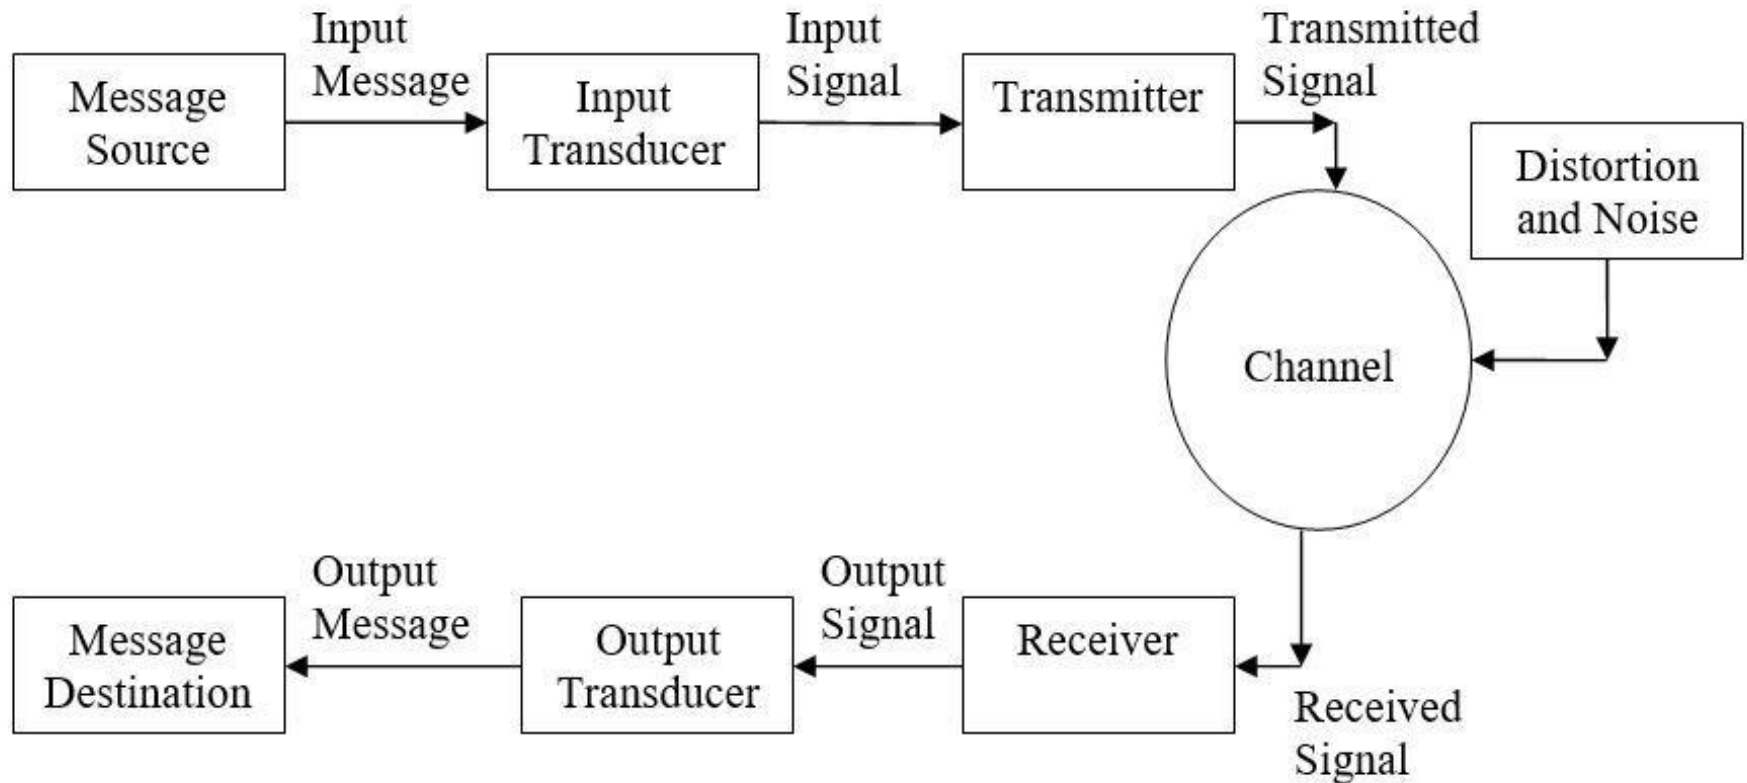 Input
Message
Input
Signal
Transmitted
Signal
Message
Source
Input
Transducer
Transmitter
Distortion
and Noise
Channel
Output
Message
Output
Signal
Message
Destination
Output
Transducer
Receiver
Received
Signal